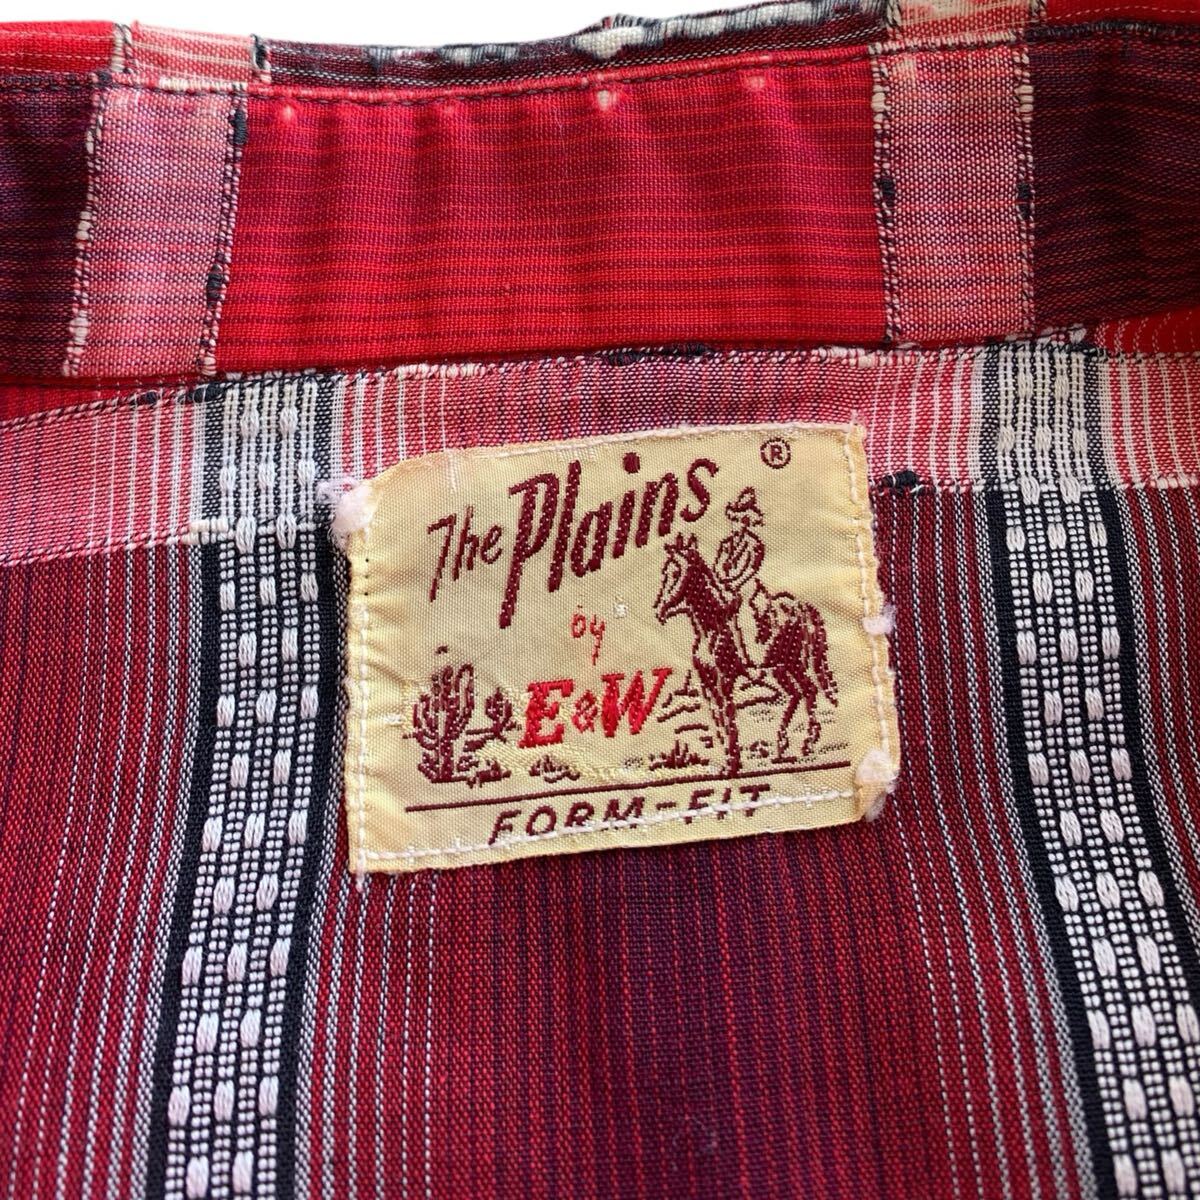 The Plains ®
by
E&W
FORM-FIT